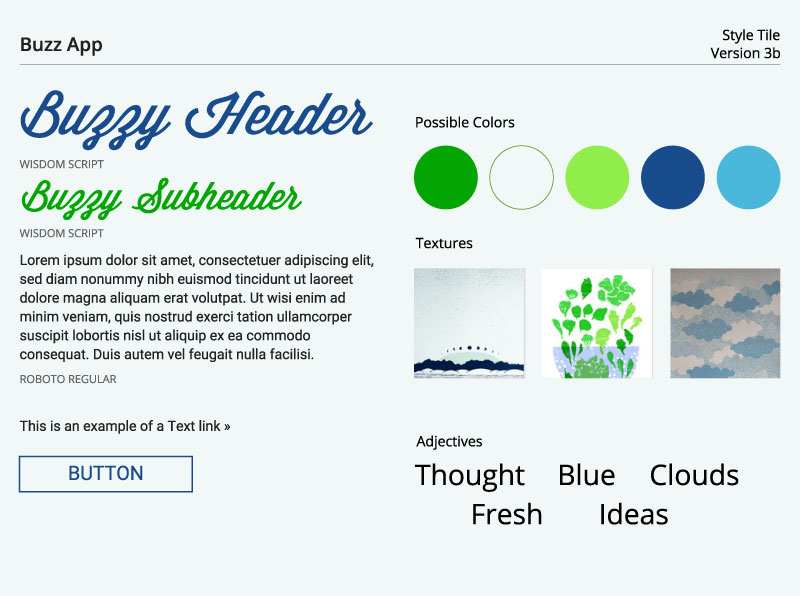 Buzz App
Style Tile
Version 3b
Buzzy Header
WISDOM SCRIPT
Buzzy Subheader
WISDOM SCRIPT
Lorem ipsum dolor sit amet, consectetuer adipiscing elit,
sed diam nonummy nibh euismod tincidunt ut laoreet
dolore magna aliquam erat volutpat. Ut wisi enim ad
minim veniam, quis nostrud exerci tation ullamcorper
suscipit lobortis nisl ut aliquip ex ea commodo
consequat. Duis autem vel feugait nulla facilisi.
ROBOTO REGULAR
This is an example of a Text link »
BUTTON
Possible Colors
Textures
Adjectives
Thought Blue Clouds
Fresh Ideas